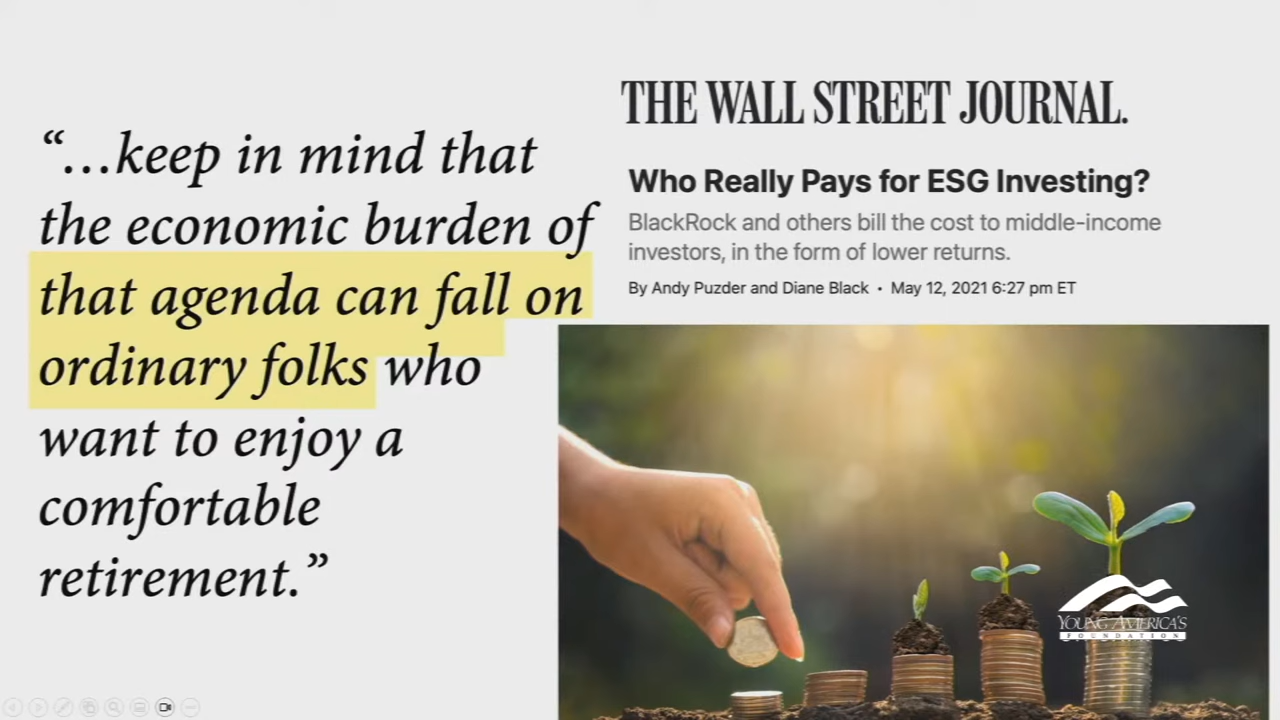 “…keep in mind that
the economic burden of
that agenda can fall on
ordinary folks who
want to enjoy a
comfortable
retirement.”
THE WALL STREET JOURNAL.
Who Really Pays for ESG Investing?
BlackRock and others bill the cost to middle-income
investors, in the form of lower returns.
By Andy Puzder and Diane Black • May 12, 2021 6:27 pm ET
YOUNG AMERICA'S
FOUNDATION